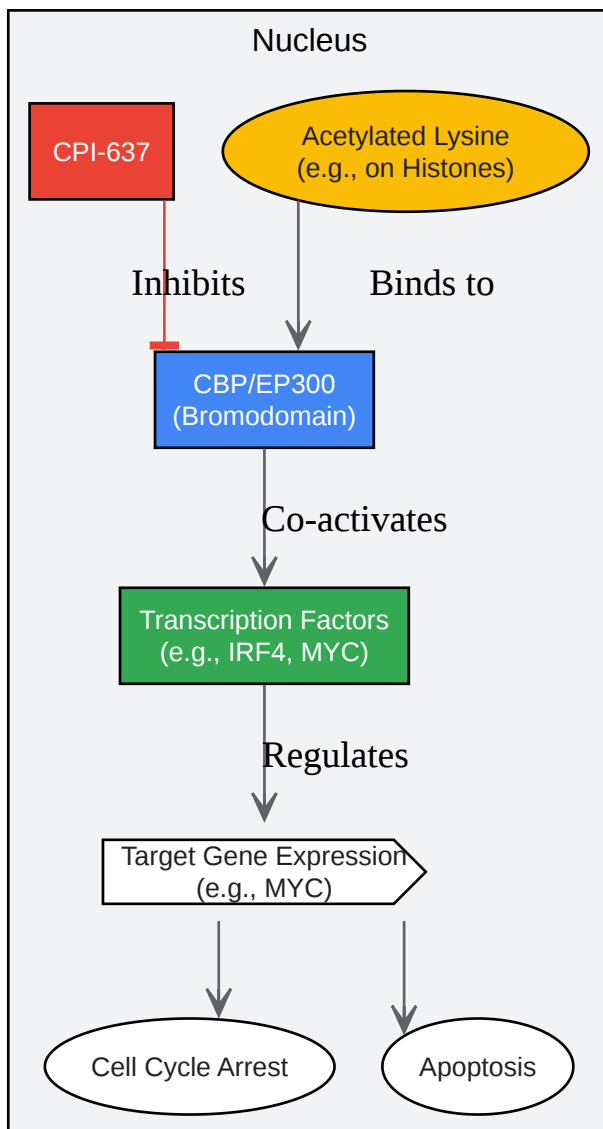 Nucleus
CPI-637
Acetylated Lysine
(e.g., on Histones)
Inhibits
Binds to
CBP/EP300
(Bromodomain)
Co-activates
Transcription Factors
(e.g., IRF4, MYC)
Regulates
Target Gene Expression
(e.g., MYC)
Cell Cycle Arrest
Apoptosis